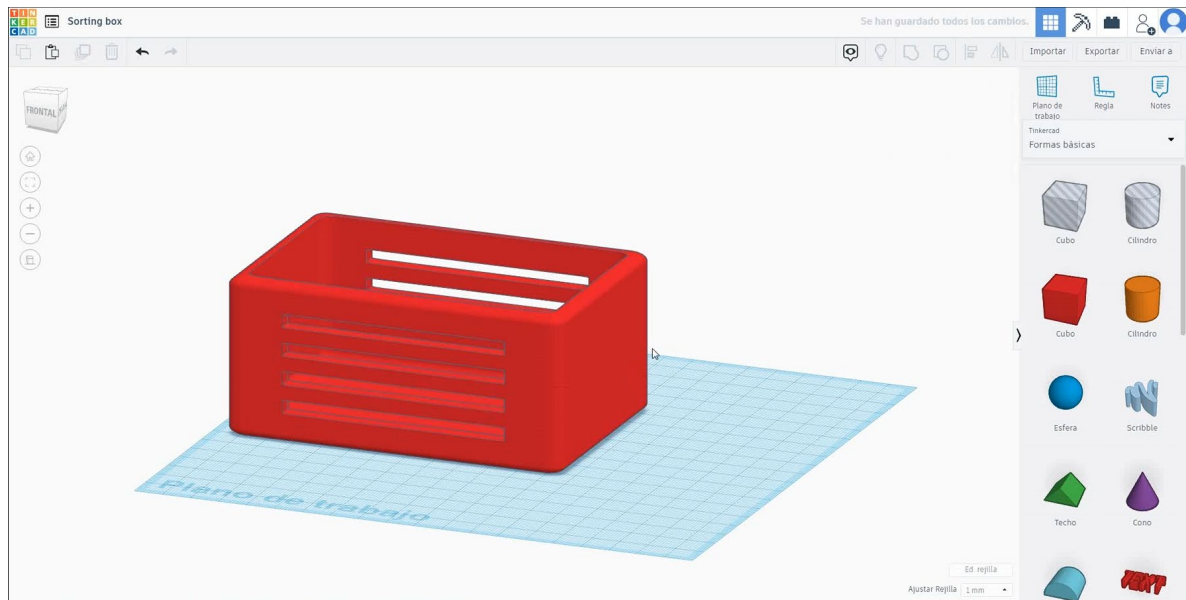 TIN
KER
CAD
Sorting box
Se han guardado todos los cambios.
Importar
Exportar
Enviar a
FRONTAL
Plano de
trabajo
Regla
Notes
Tinkercad
Formas básicas
Cubo
Cilindro
Cubo
Cilindro
Esfera
Scribble
Techo
Cono
TEXT
Plano de trabajo
Ed. rejilla
Ajustar Rejilla
1 mm